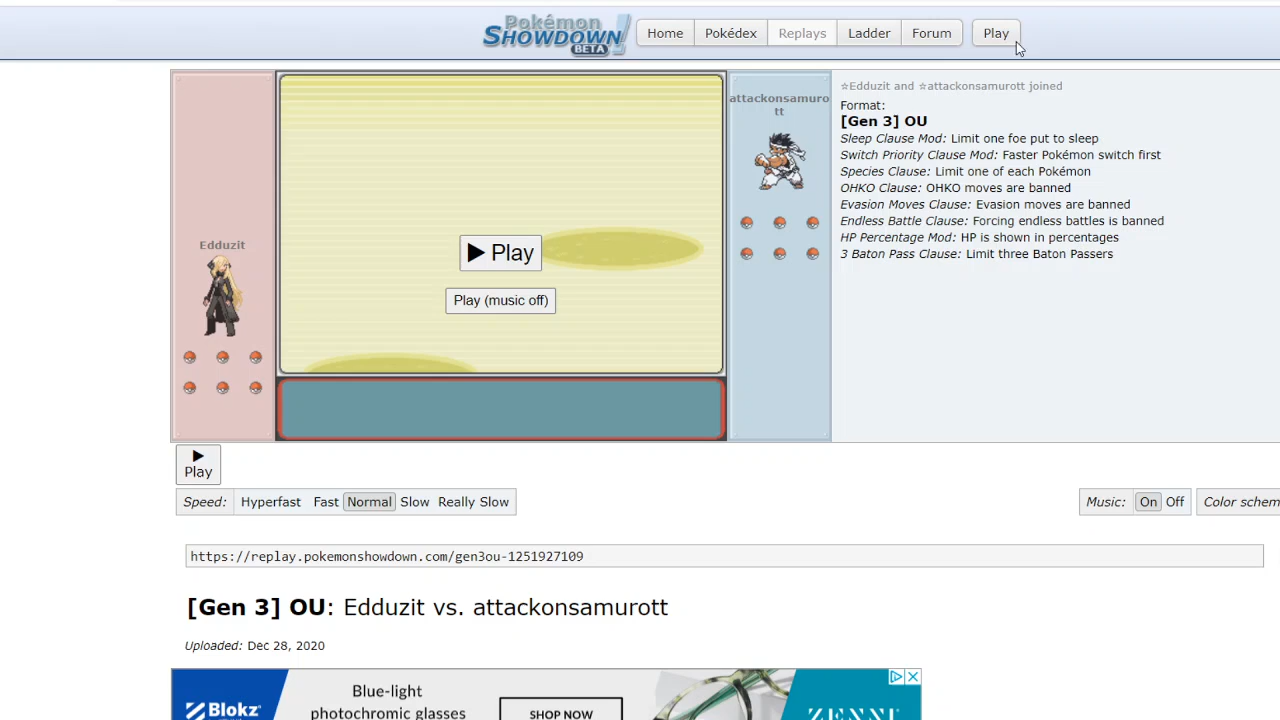 Pokémon
SHOWDOWN!
BETA
Home
Pokédex
Replays
Ladder
Forum
Play
attackonsamuro
tt
Edduzit
▶ Play
Play (music off)
☆Edduzit and ☆attackonsamurott joined
Format:
[Gen 3] OU
Sleep Clause Mod: Limit one foe put to sleep
Switch Priority Clause Mod: Faster Pokémon switch first
Species Clause: Limit one of each Pokémon
OHKO Clause: OHKO moves are banned
Evasion Moves Clause: Evasion moves are banned
Endless Battle Clause: Forcing endless battles is banned
HP Percentage Mod: HP is shown in percentages
3 Baton Pass Clause: Limit three Baton Passers
▶
Play
Speed: Hyperfast Fast Normal Slow Really Slow
Music: On Off
Color schem
https://replay.pokemonshowdown.com/gen3ou-1251927109
[Gen 3] OU: Edduzit vs. attackonsamurott
Uploaded: Dec 28, 2020
Blokz
Blue-light
photochromic glasses
SHOP NOW
ZENNI